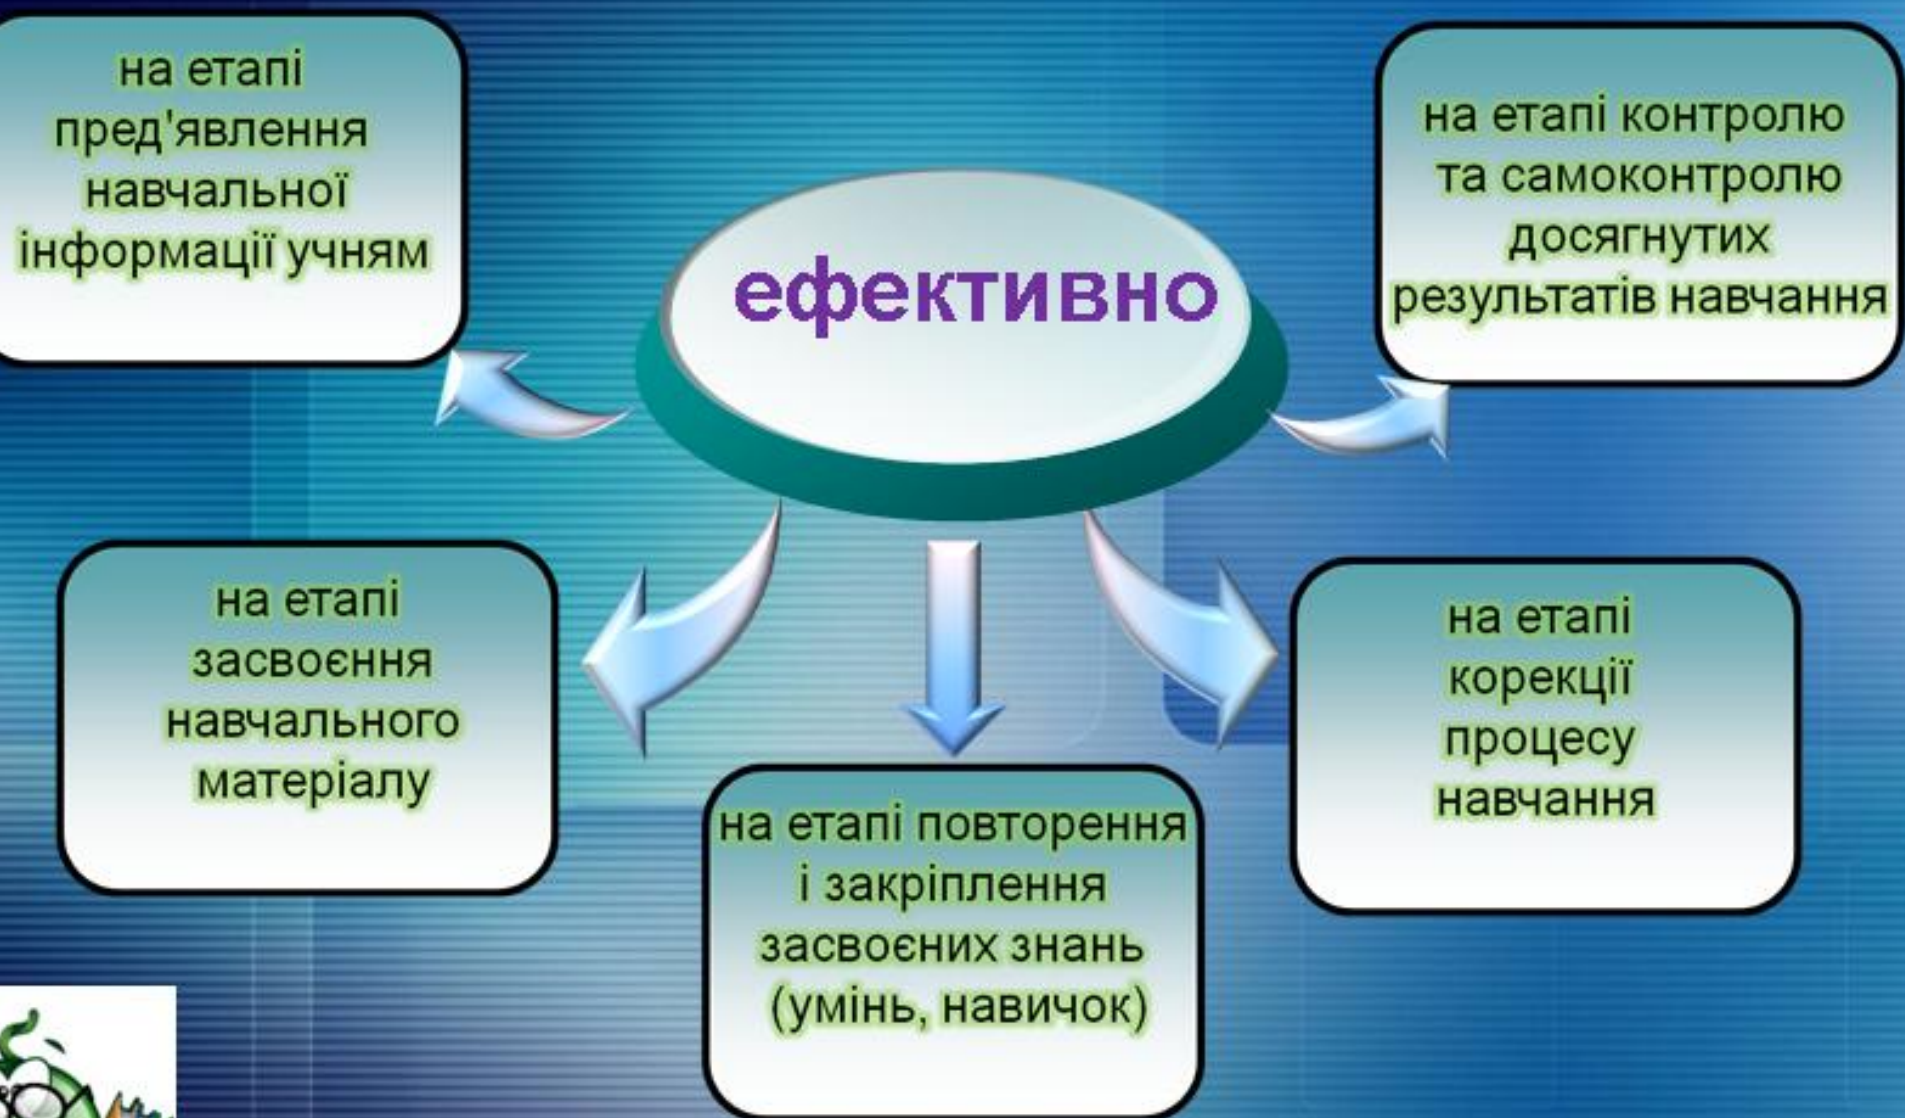 на етапі
пред'явлення
навчальної
інформації учням
ефективно
на етапі контролю
та самоконтролю
досягнутих
результатів навчання
на етапі
засвоєння
навчального
матеріалу
на етапі повторення
і закріплення
засвоєних знань
(умінь, навичок)
на етапі
корекції
процесу
навчання